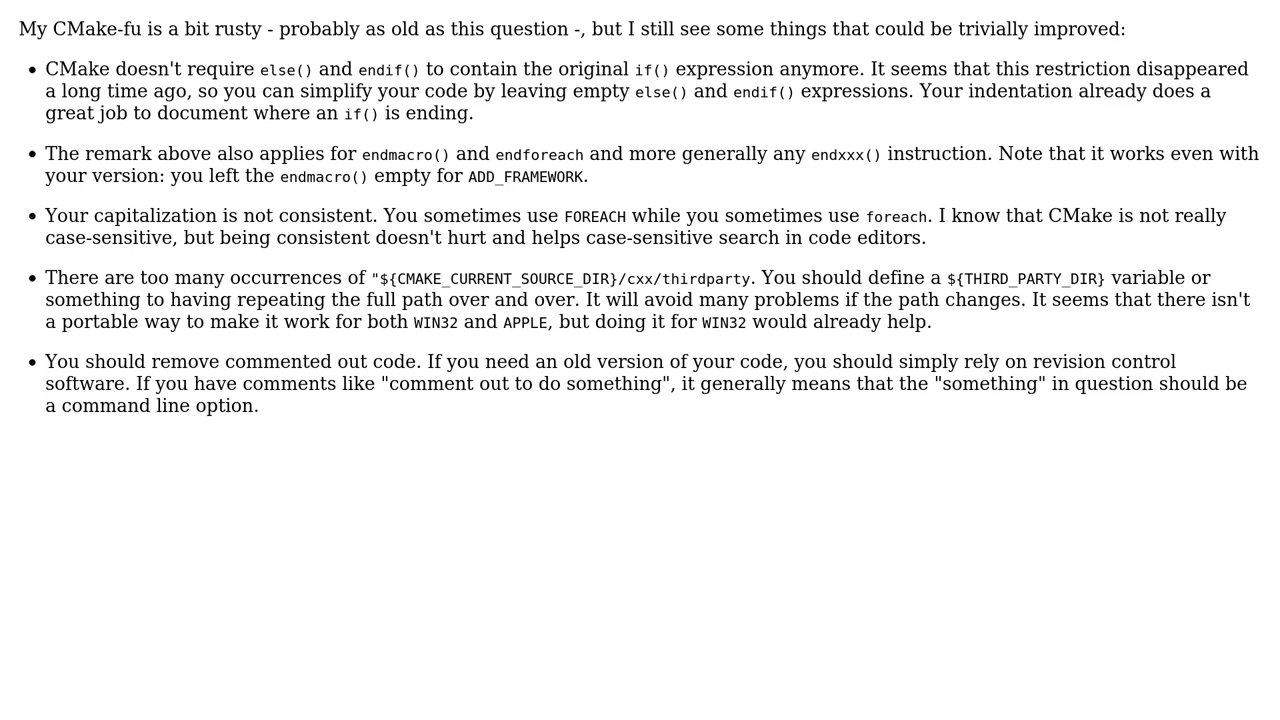 My CMake-fu is a bit rusty - probably as old as this question -, but I still see some things that could be trivially improved:
• CMake doesn't require else() and endif() to contain the original if() expression anymore. It seems that this restriction disappeared
a long time ago, so you can simplify your code by leaving empty else() and endif() expressions. Your indentation already does a
great job to document where an if() is ending.
• The remark above also applies for endmacro() and endforeach and more generally any endxxx() instruction. Note that it works even with
your version: you left the endmacro() empty for ADD_FRAMEWORK.
• Your capitalization is not consistent. You sometimes use FOREACH while you sometimes use foreach. I know that CMake is not really
case-sensitive, but being consistent doesn't hurt and helps case-sensitive search in code editors.
• There are too many occurrences of "${CMAKE_CURRENT_SOURCE_DIR}/cxx/thirdparty. You should define a ${THIRD_PARTY_DIR} variable or
something to having repeating the full path over and over. It will avoid many problems if the path changes. It seems that there isn't
a portable way to make it work for both WIN32 and APPLE, but doing it for WIN32 would already help.
• You should remove commented out code. If you need an old version of your code, you should simply rely on revision control
software. If you have comments like "comment out to do something", it generally means that the "something" in question should be
a command line option.